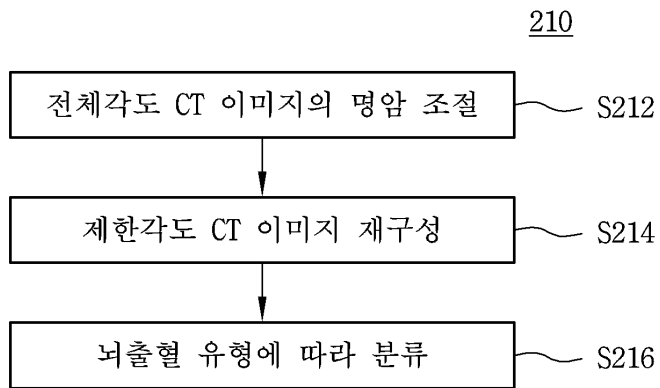 210
전체각도 CT 이미지의 명암 조절
S212
제한각도 CT 이미지 재구성
S214
뇌출혈 유형에 따라 분류
S216